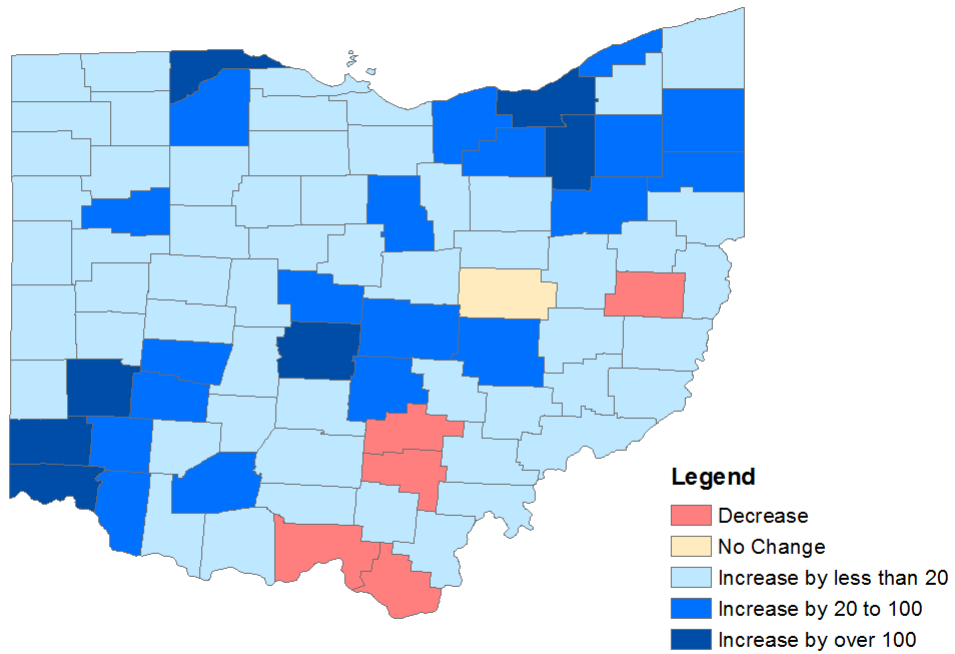 Legend
Decrease
No Change
Increase by less than 20
Increase by 20 to 100
Increase by over 100